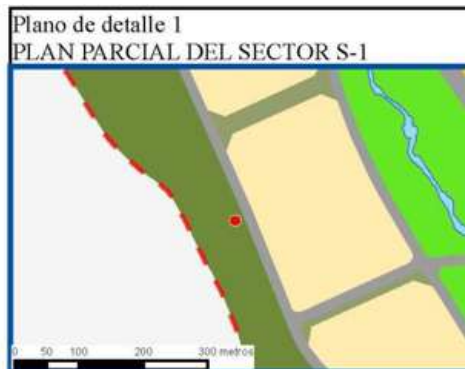 Plano de detalle 1
PLAN PARCIAL DEL SECTOR S-1
0 50 100 200 300 metros